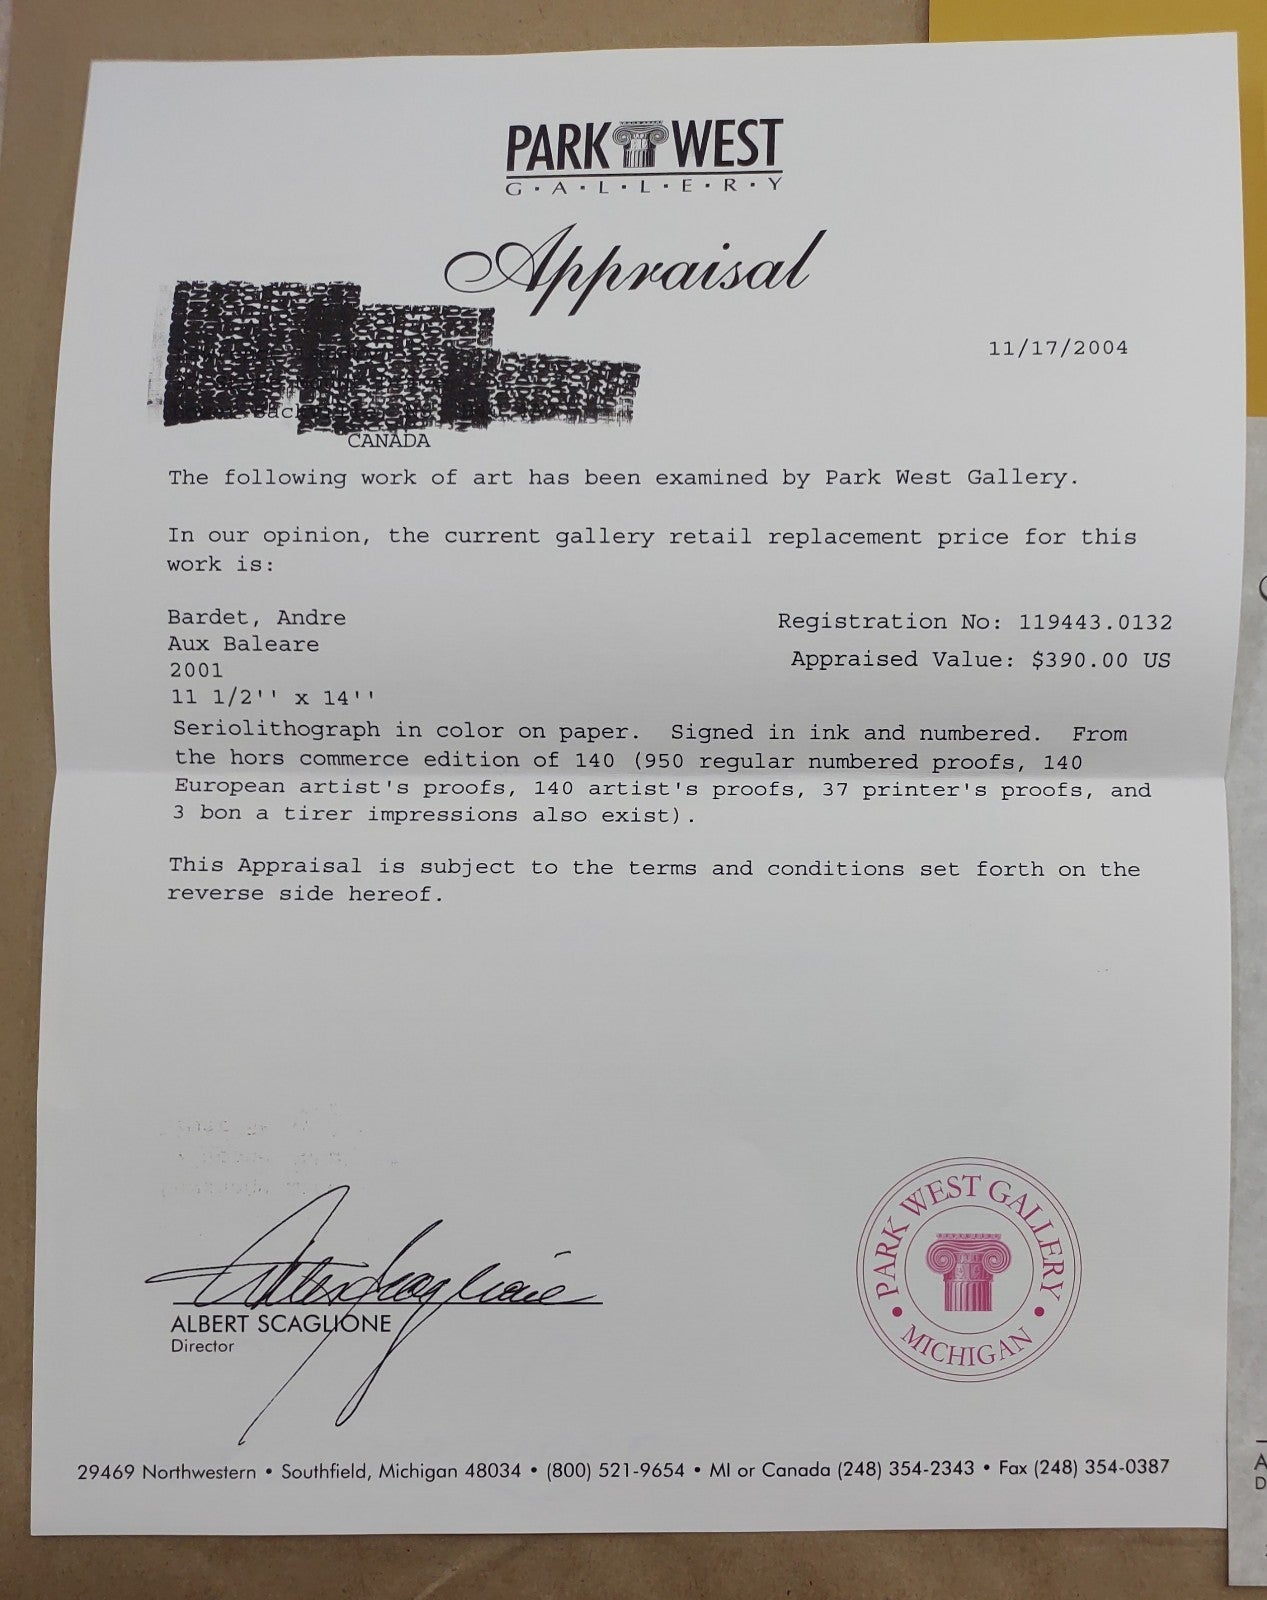 PARK WEST
G·A·L·L·E·R·Y
Appraisal
11/17/2004
CANADA
The following work of art has been examined by Park West Gallery.
In our opinion, the current gallery retail replacement price for this
work is:
Bardet, Andre
Aux Baleare
2001
11 1/2'' x 14''
Registration No: 119443.0132
Appraised Value: $390.00 US
Seriolithograph in color on paper.  Signed in ink and numbered.  From
the hors commerce edition of 140 (950 regular numbered proofs, 140
European artist's proofs, 140 artist's proofs, 37 printer's proofs, and
3 bon a tirer impressions also exist).
This Appraisal is subject to the terms and conditions set forth on the
reverse side hereof.
Albert Scaglione
ALBERT SCAGLIONE
Director
PARK WEST GALLERY
• MICHIGAN •
29469 Northwestern • Southfield, Michigan 48034 • (800) 521-9654 • MI or Canada (248) 354-2343 • Fax (248) 354-0387